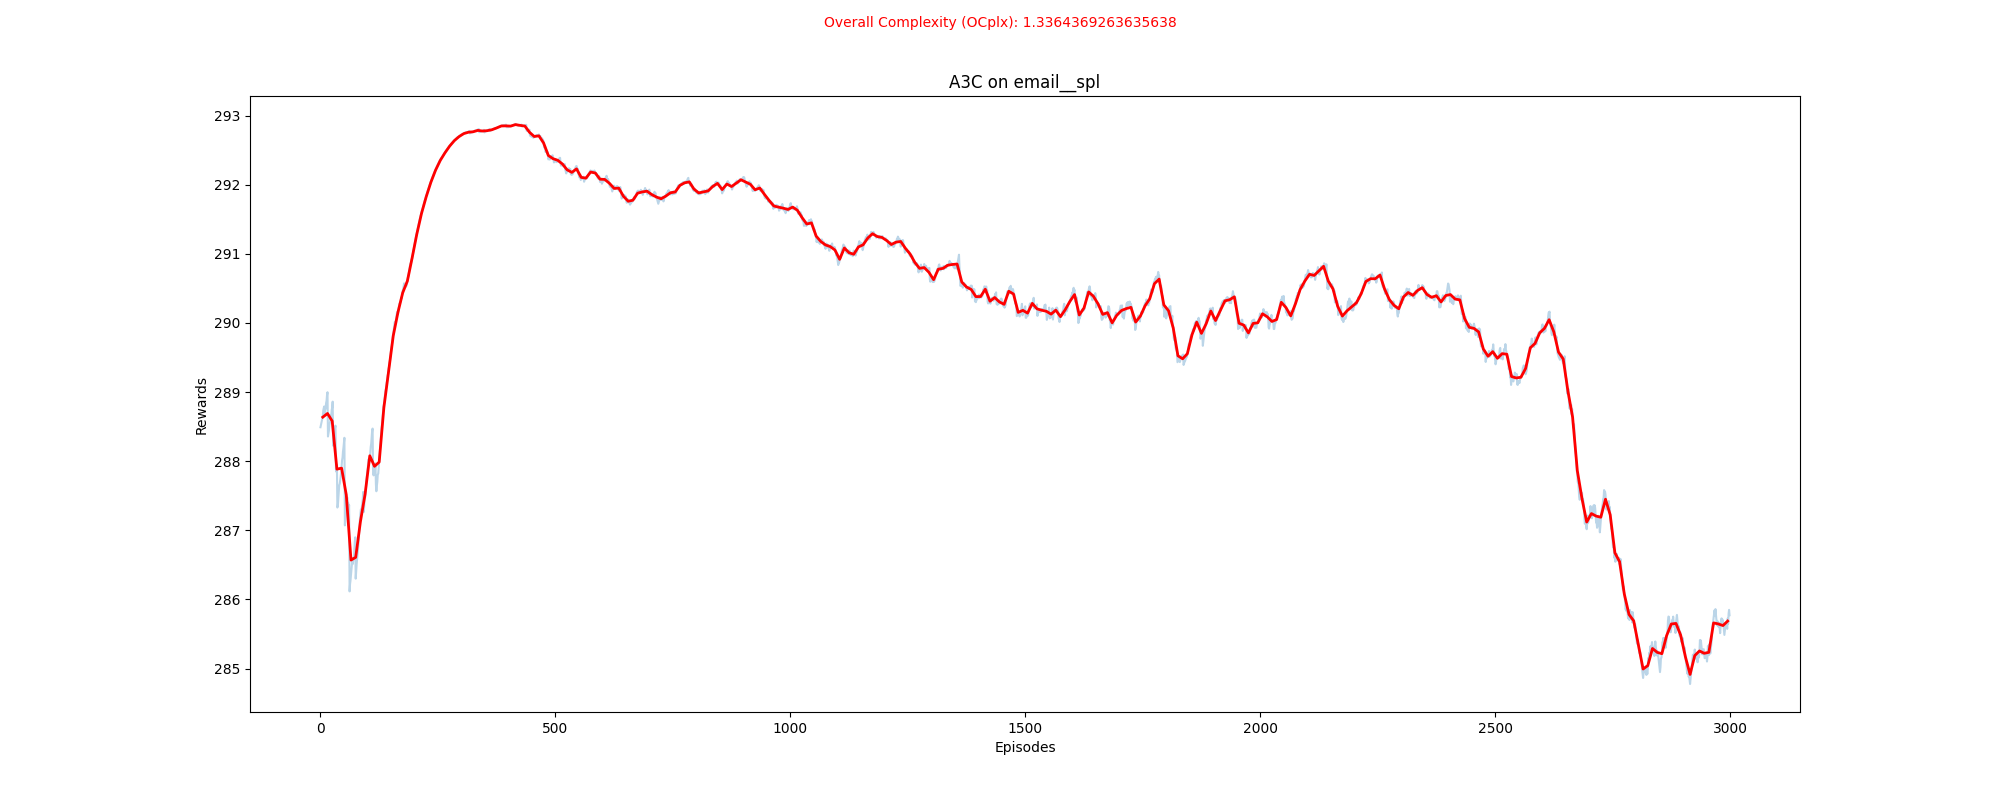 Overall Complexity (OCplx): 1.3364369263635638
A3C on email__spl
293
292
291
290
289
288
287
286
285
Rewards
0 500 1000 1500 2000 2500 3000
Episodes